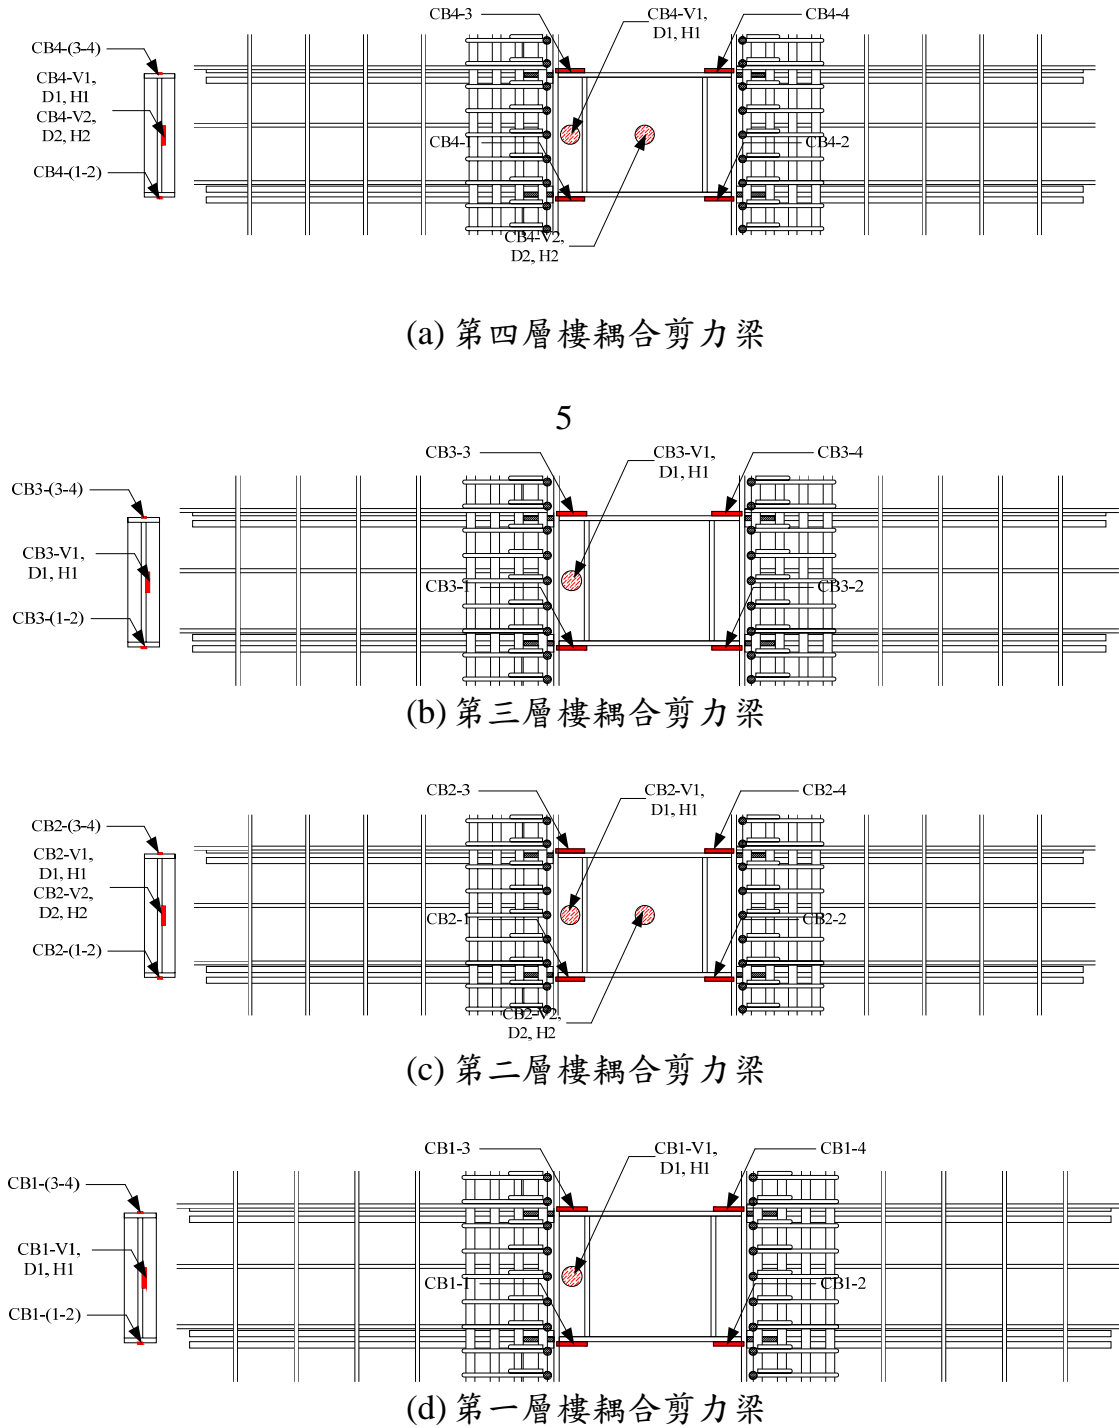 CB4-3
CB4-V1,
D1, H1
CB4-4
CB4-(3-4)
CB4-V1,
D1, H1
CB4-V2,
D2, H2
CB4-(1-2)
CB4-1
CB4-2
CB4-V2,
D2, H2
(a) 第四層樓耦合剪力梁
5
CB3-3
CB3-V1,
D1, H1
CB3-4
CB3-(3-4)
CB3-V1,
D1, H1
CB3-(1-2)
CB3-1
CB3-2
(b) 第三層樓耦合剪力梁
CB2-3
CB2-V1,
D1, H1
CB2-4
CB2-(3-4)
CB2-V1,
D1, H1
CB2-V2,
D2, H2
CB2-(1-2)
CB2-1
CB2-2
CB2-V2,
D2, H2
(c) 第二層樓耦合剪力梁
CB1-3
CB1-V1,
D1, H1
CB1-4
CB1-(3-4)
CB1-V1,
D1, H1
CB1-(1-2)
CB1-1
CB1-2
(d) 第一層樓耦合剪力梁